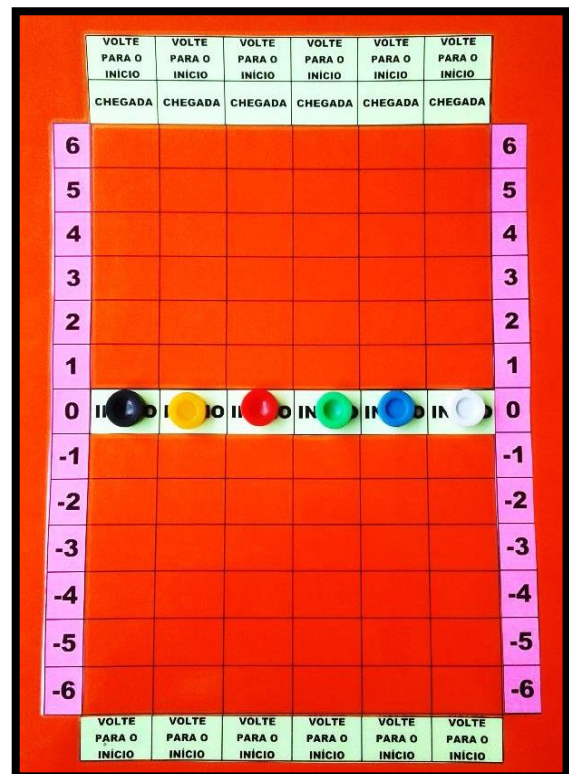 VOLTE VOLTE VOLTE VOLTE VOLTE VOLTE
PARA O PARA O PARA O PARA O PARA O PARA O
INÍCIO INÍCIO INÍCIO INÍCIO INÍCIO INÍCIO
CHEGADA CHEGADA CHEGADA CHEGADA CHEGADA CHEGADA
6 6
5 5
4 4
3 3
2 2
1 1
0 0
-1 -1
-2 -2
-3 -3
-4 -4
-5 -5
-6 -6
VOLTE VOLTE VOLTE VOLTE VOLTE VOLTE
PARA O PARA O PARA O PARA O PARA O PARA O
INÍCIO INÍCIO INÍCIO INÍCIO INÍCIO INÍCIO